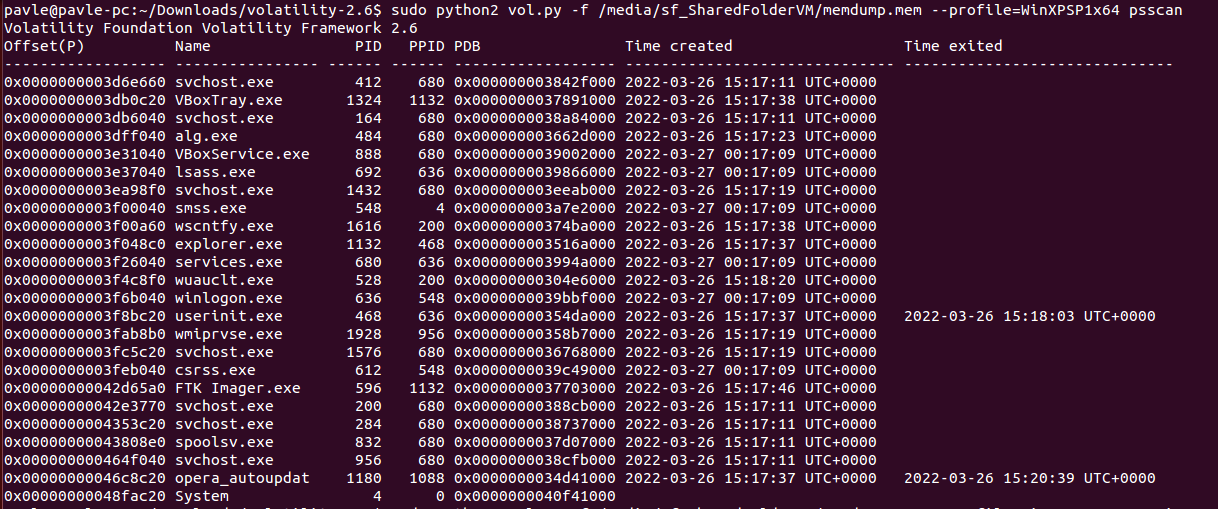 pavle@pavle-pc:~/Downloads/volatility-2.6$ sudo python2 vol.py -f /media/sf_SharedFolderVM/memdump.mem --profile=WinXPSP1x64 psscan
Volatility Foundation Volatility Framework 2.6
Offset(P)          Name                PID   PPID PDB                Time created                   Time exited
------------------ ---------------- ------ ------ ------------------ ------------------------------ ------------------------------
0x0000000003d6e660 svchost.exe         412    680 0x000000003842f000 2022-03-26 15:17:11 UTC+0000
0x0000000003db0c20 VBoxTray.exe       1324   1132 0x0000000037891000 2022-03-26 15:17:38 UTC+0000
0x0000000003db6040 svchost.exe         164    680 0x0000000038a84000 2022-03-26 15:17:11 UTC+0000
0x0000000003dff040 alg.exe             484    680 0x000000003662d000 2022-03-26 15:17:23 UTC+0000
0x0000000003e31040 VBoxService.exe     888    680 0x0000000039002000 2022-03-27 00:17:09 UTC+0000
0x0000000003e37040 lsass.exe           692    636 0x0000000039866000 2022-03-27 00:17:09 UTC+0000
0x0000000003ea98f0 svchost.exe        1432    680 0x000000003eeab000 2022-03-26 15:17:19 UTC+0000
0x0000000003f00040 smss.exe            548      4 0x000000003a7e2000 2022-03-27 00:17:09 UTC+0000
0x0000000003f00a60 wscntfy.exe        1616    200 0x00000000374ba000 2022-03-26 15:17:38 UTC+0000
0x0000000003f048c0 explorer.exe       1132    468 0x000000003516a000 2022-03-26 15:17:37 UTC+0000
0x0000000003f26040 services.exe        680    636 0x000000003994a000 2022-03-27 00:17:09 UTC+0000
0x0000000003f4c8f0 wuauclt.exe         528    200 0x00000000304e6000 2022-03-26 15:18:20 UTC+0000
0x0000000003f6b040 winlogon.exe        636    548 0x0000000039bbf000 2022-03-27 00:17:09 UTC+0000
0x0000000003f8bc20 userinit.exe        468    636 0x00000000354da000 2022-03-26 15:17:37 UTC+0000   2022-03-26 15:18:03 UTC+0000
0x0000000003fab8b0 wmiprvse.exe       1928    956 0x00000000358b7000 2022-03-26 15:17:19 UTC+0000
0x0000000003fc5c20 svchost.exe        1576    680 0x0000000036768000 2022-03-26 15:17:19 UTC+0000
0x0000000003feb040 csrss.exe           612    548 0x0000000039c49000 2022-03-27 00:17:09 UTC+0000
0x00000000042d65a0 FTK Imager.exe      596   1132 0x0000000037703000 2022-03-26 15:17:46 UTC+0000
0x00000000042e3770 svchost.exe         200    680 0x00000000388cb000 2022-03-26 15:17:11 UTC+0000
0x0000000004353c20 svchost.exe         284    680 0x0000000038737000 2022-03-26 15:17:11 UTC+0000
0x00000000043808e0 spoolsv.exe         832    680 0x0000000037d07000 2022-03-26 15:17:11 UTC+0000
0x000000000464f040 svchost.exe         956    680 0x0000000038cfb000 2022-03-26 15:17:11 UTC+0000
0x00000000046c8c20 opera_autoupdat    1180   1088 0x0000000034d41000 2022-03-26 15:17:37 UTC+0000   2022-03-26 15:20:39 UTC+0000
0x00000000048fac20 System                4      0 0x0000000040f41000